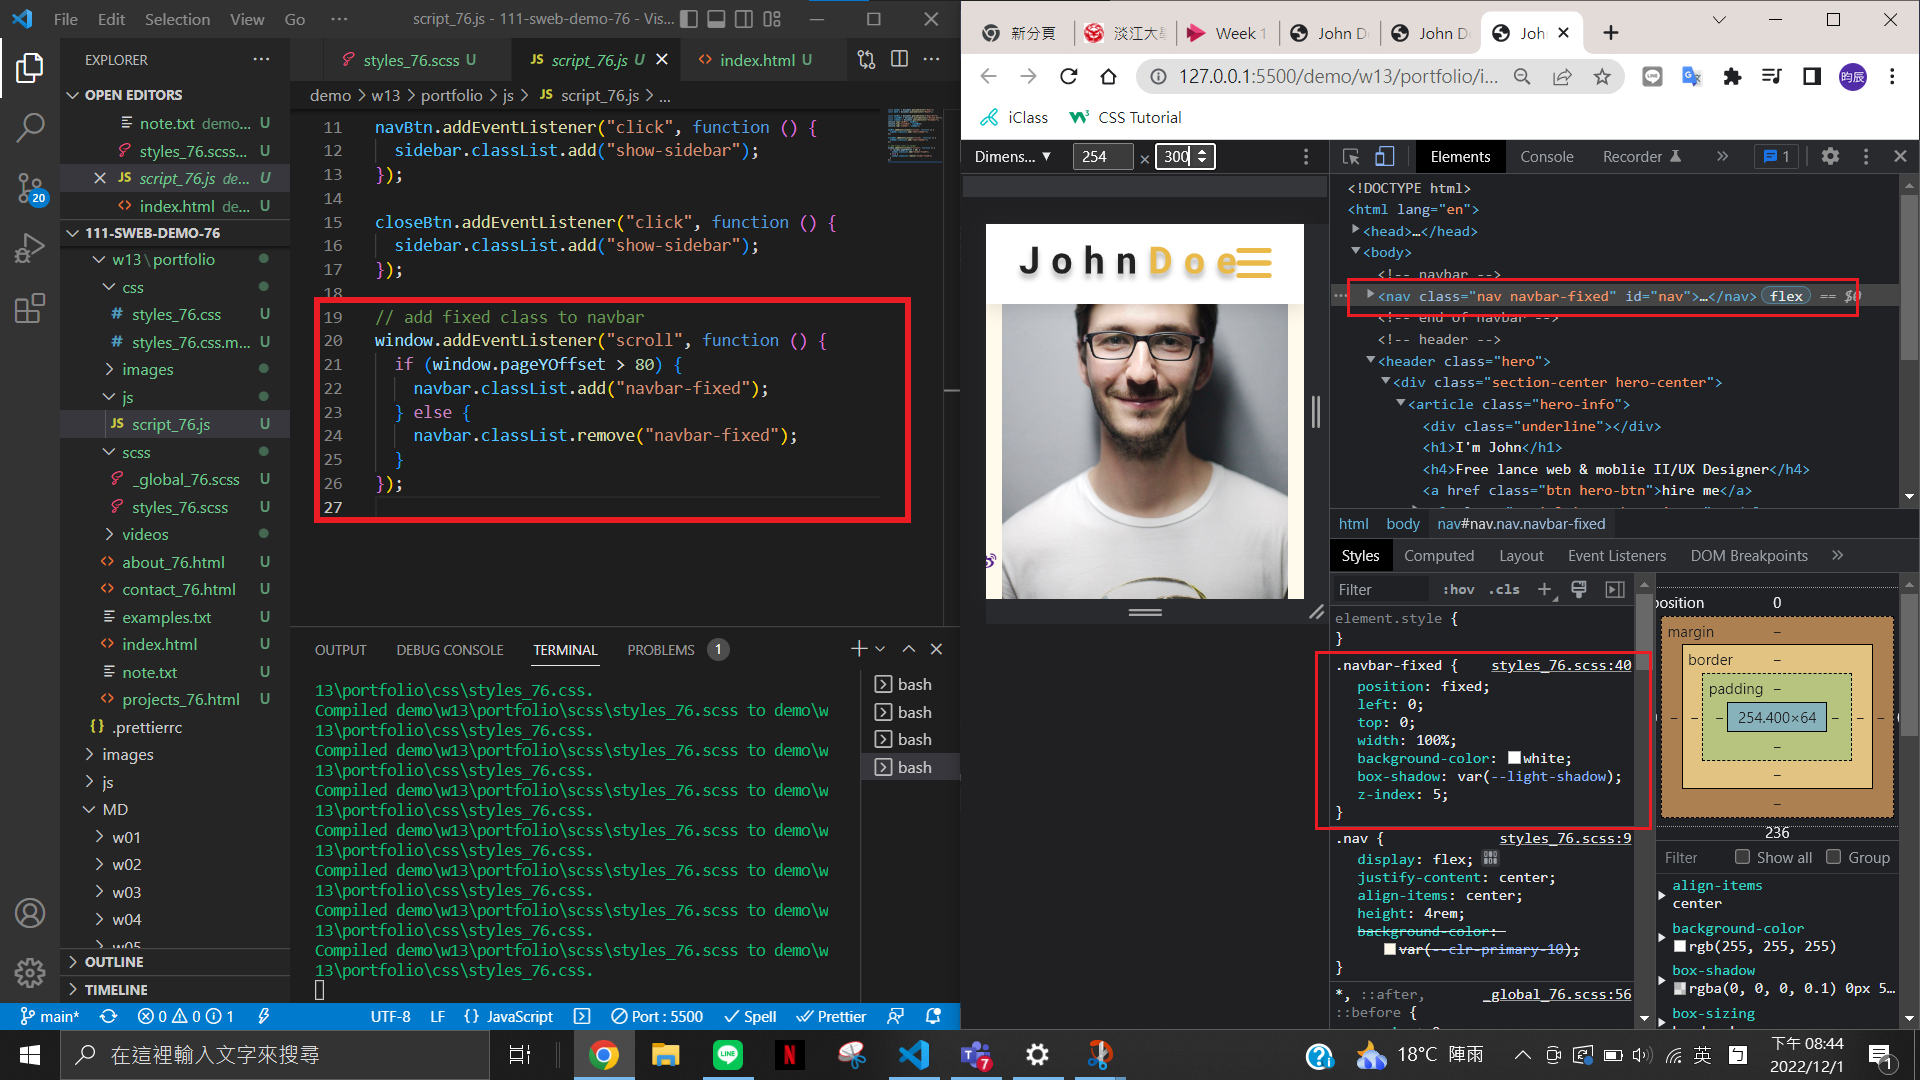 File Edit Selection View Go ··· script_76.js - 111-sweb-demo-76 - Vis...
EXPLORER
OPEN EDITORS
note.txt demo... U
styles_76.scss... U
script_76.js de... U
index.html de... U
111-SWEB-DEMO-76
w13\portfolio
css
styles_76.css U
styles_76.css.m... U
images
js
script_76.js U
scss
_global_76.scss U
styles_76.scss U
videos
about_76.html U
contact_76.html U
examples.txt U
index.html U
note.txt U
projects_76.html U
.prettierrc
images
js
MD
w01
w02
w03
w04
w05
OUTLINE
TIMELINE
20
styles_76.scss U JS script_76.js U index.html U
demo > w13 > portfolio > js > JS script_76.js > ...
11 navBtn.addEventListener("click", function () {
12 sidebar.classList.add("show-sidebar");
13 });
14
15 closeBtn.addEventListener("click", function () {
16 sidebar.classList.add("show-sidebar");
17 });
18
19 // add fixed class to navbar
20 window.addEventListener("scroll", function () {
21 if (window.pageYOffset > 80) {
22 navbar.classList.add("navbar-fixed");
23 } else {
24 navbar.classList.remove("navbar-fixed");
25 }
26 });
27
OUTPUT DEBUG CONSOLE TERMINAL PROBLEMS 1
13\portfolio\css\styles_76.css.
Compiled demo\w13\portfolio\scss\styles_76.scss to demo\w
13\portfolio\css\styles_76.css.
Compiled demo\w13\portfolio\scss\styles_76.scss to demo\w
13\portfolio\css\styles_76.css.
Compiled demo\w13\portfolio\scss\styles_76.scss to demo\w
13\portfolio\css\styles_76.css.
Compiled demo\w13\portfolio\scss\styles_76.scss to demo\w
13\portfolio\css\styles_76.css.
Compiled demo\w13\portfolio\scss\styles_76.scss to demo\w
13\portfolio\css\styles_76.css.
Compiled demo\w13\portfolio\scss\styles_76.scss to demo\w
13\portfolio\css\styles_76.css.
Compiled demo\w13\portfolio\scss\styles_76.scss to demo\w
13\portfolio\css\styles_76.css.
bash
bash
bash
bash
main* 0 0 1 UTF-8 LF {} JavaScript Port : 5500 Spell Prettier
新分頁 淡江大 Week 1 John D John D Joh
127.0.0.1:5500/demo/w13/portfolio/i... 昀辰
iClass CSS Tutorial
Dimens... 254 × 300
JohnDoe
Elements Console Recorder 1
<!DOCTYPE html>
<html lang="en">
<head>…</head>
<body>
<!-- navbar -->
<nav class="nav navbar-fixed" id="nav">…</nav> flex == $0
<!-- end of navbar -->
<!-- header -->
<header class="hero">
<div class="section-center hero-center">
<article class="hero-info">
<div class="underline"></div>
<h1>I'm John</h1>
<h4>Free lance web & moblie II/UX Designer</h4>
<a href class="btn hero-btn">hire me</a>
html body nav#nav.nav.navbar-fixed
Styles Computed Layout Event Listeners DOM Breakpoints
Filter :hov .cls
element.style {
}
.navbar-fixed { styles_76.scss:40
position: fixed;
left: 0;
top: 0;
width: 100%;
background-color: white;
box-shadow: var(--light-shadow);
z-index: 5;
}
.nav { styles_76.scss:9
display: flex;
justify-content: center;
align-items: center;
height: 4rem;
background-color:
var(--clr-primary-10);
}
*, ::after, _global_76.scss:56
::before {
position 0
margin –
border –
padding –
254.400×64
236
Filter Show all Group
align-items
center
background-color
rgb(255, 255, 255)
box-shadow
rgba(0, 0, 0, 0.1) 0px 5...
box-sizing
在這裡輸入文字來搜尋
7
18°C 陣雨 英
下午 08:44
2022/12/1
1